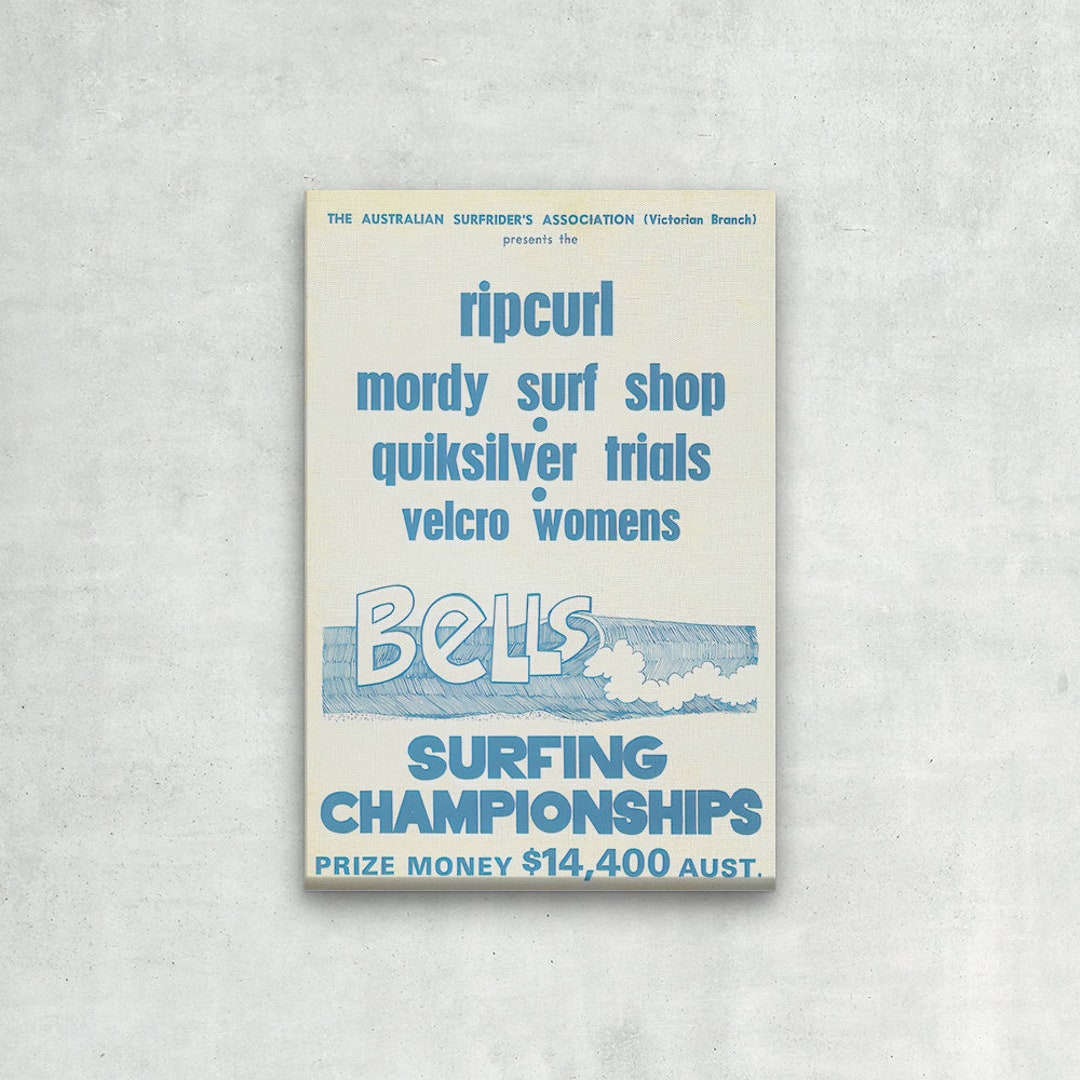 THE AUSTRALIAN SURFRIDER'S ASSOCIATION (Victorian Branch)
presents the
ripcurl
mordy surf shop
•
quiksilver trials
•
velcro womens
BeLLS
SURFING
CHAMPIONSHIPS
PRIZE MONEY $14,400 AUST.